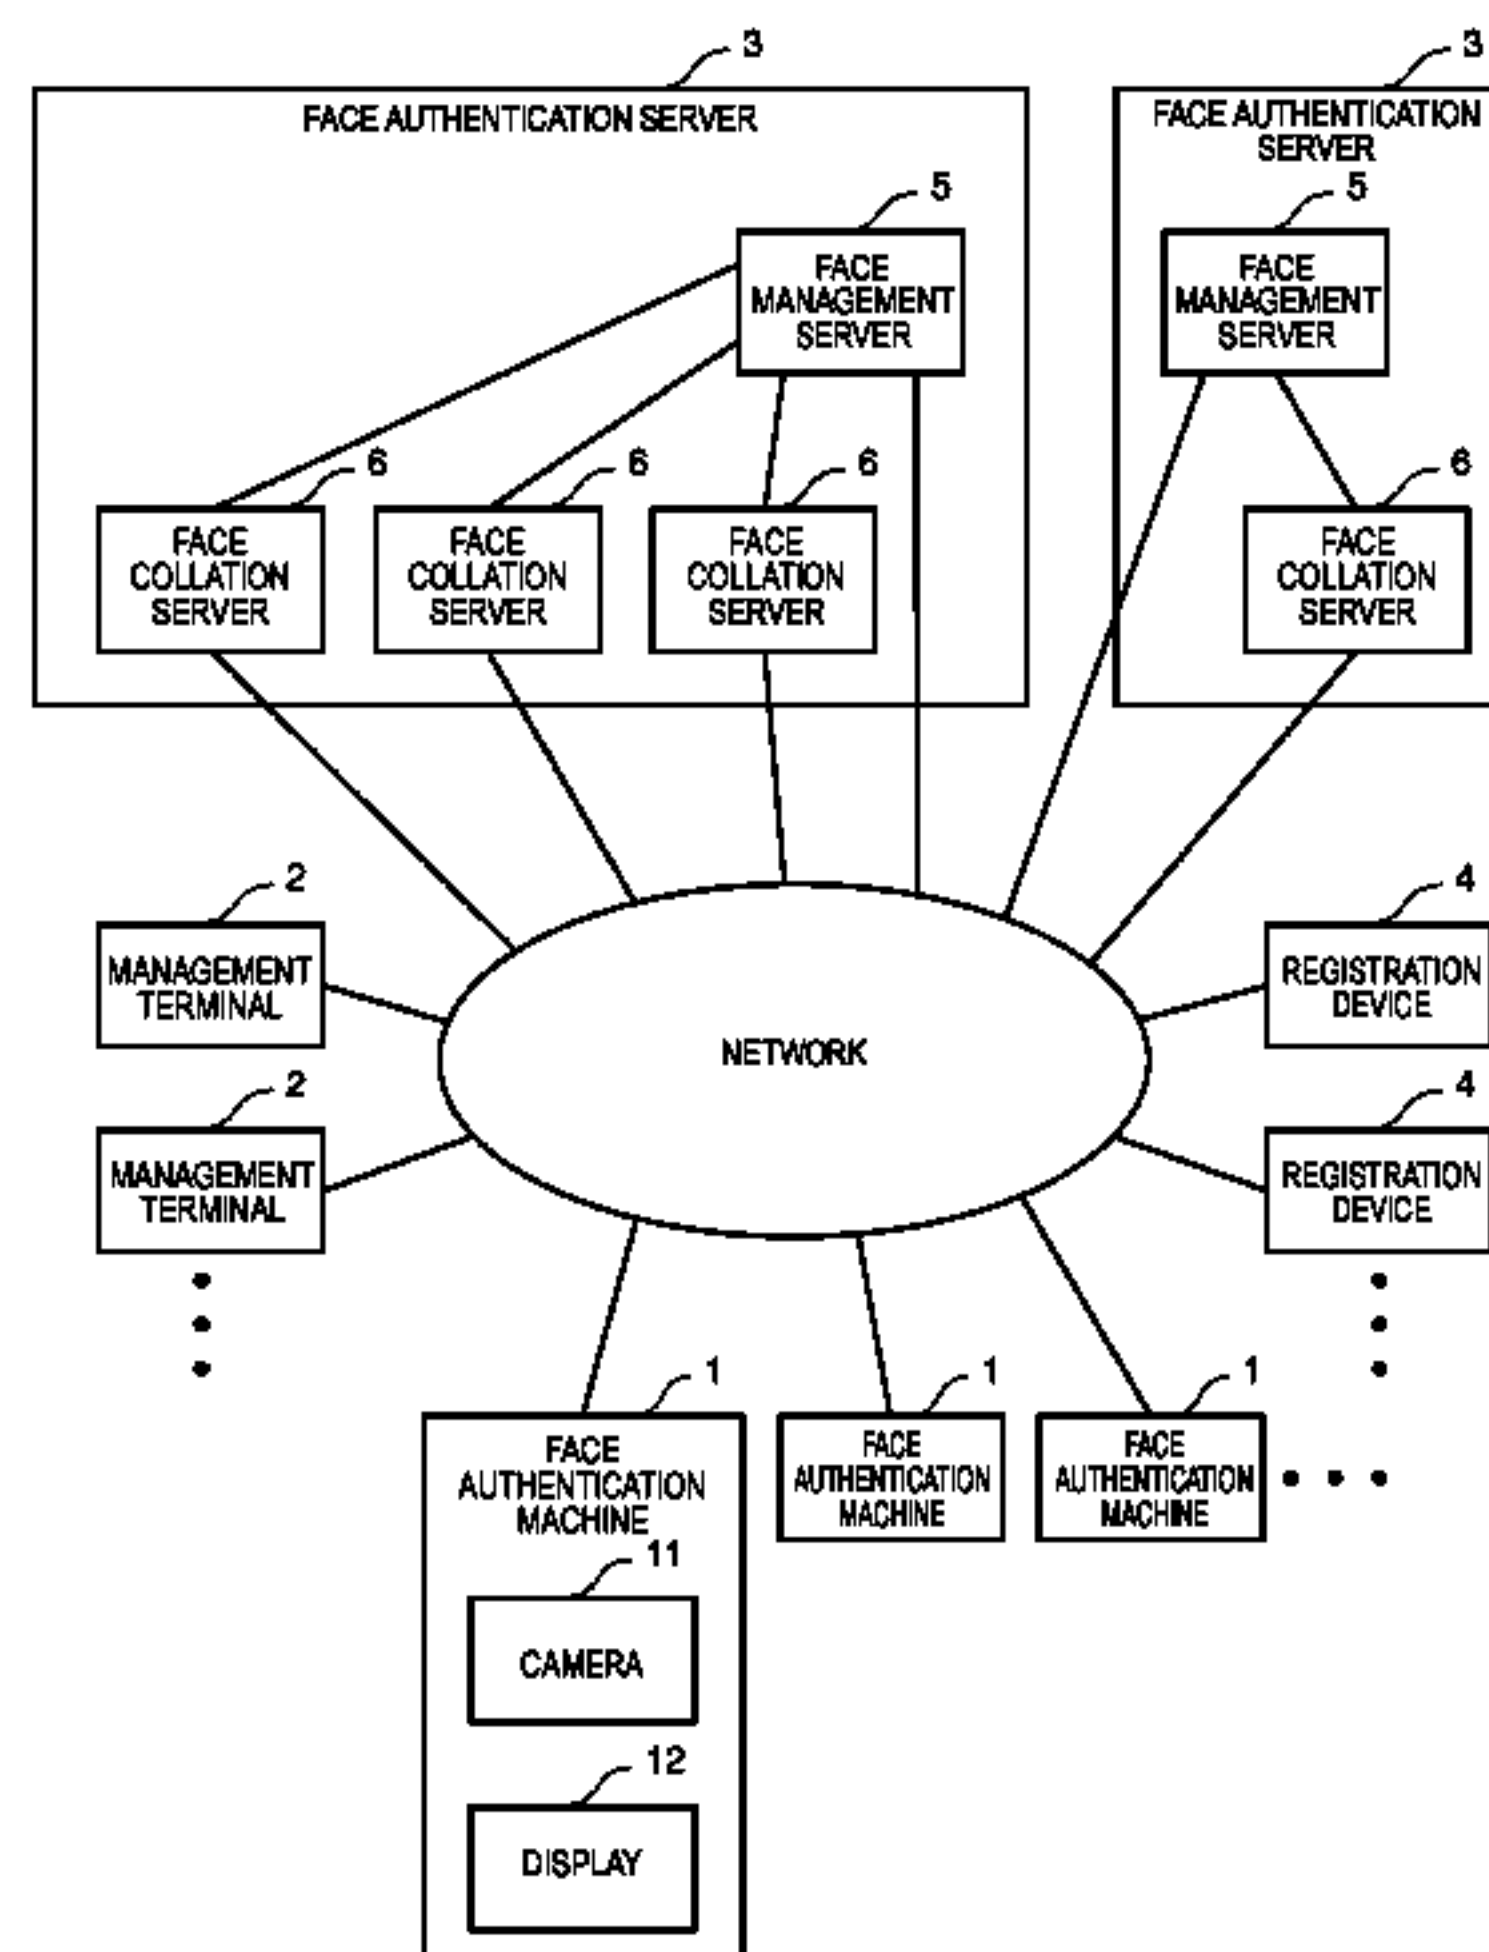 3
FACE AUTHENTICATION SERVER
5
FACE
MANAGEMENT
SERVER
6
FACE
COLLATION
SERVER
6
FACE
COLLATION
SERVER
6
FACE
COLLATION
SERVER
3
FACE AUTHENTICATION
SERVER
5
FACE
MANAGEMENT
SERVER
6
FACE
COLLATION
SERVER
2
MANAGEMENT
TERMINAL
2
MANAGEMENT
TERMINAL
NETWORK
4
REGISTRATION
DEVICE
4
REGISTRATION
DEVICE
1
FACE
AUTHENTICATION
MACHINE
11
CAMERA
12
DISPLAY
1
FACE
AUTHENTICATION
MACHINE
1
FACE
AUTHENTICATION
MACHINE